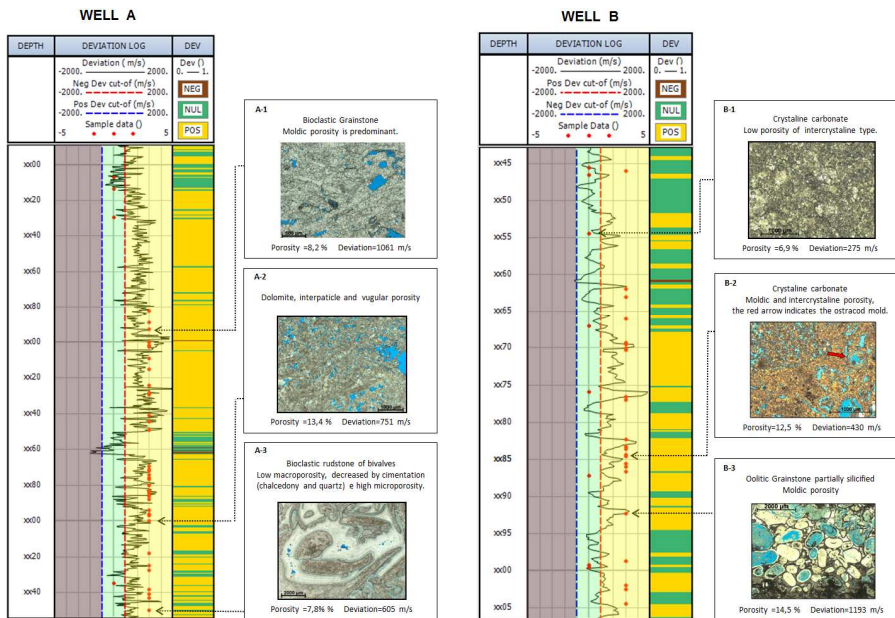 WELL A
DEPTH DEVIATION LOG DEV
Deviation ( m/s)
-2000. 2000.
Neg Dev cut-of (m/s)
-2000. 2000.
Pos Dev cut-of (m/s)
-2000. 2000.
Sample data ()
-5 5
Dev ()
0. 1.
NEG
NUL
POS
xx00
xx20
xx40
xx60
xx80
xx00
xx20
xx40
xx60
xx80
xx00
xx20
xx40
A-1
Bioclastic Grainstone
Moldic porosity is predominant.
Porosity =8,2 % Deviation=1061 m/s
A-2
Dolomite, interpaticle and vugular porosity
Porosity =13,4 % Deviation=751 m/s
A-3
Bioclastic rudstone of bivalves
Low macroporosity, decreased by cimentation
(chalcedony and quartz) e high microporosity.
2000 µm
Porosity =7,8% % Deviation=605 m/s
WELL B
DEPTH DEVIATION LOG DEV
Deviation (m/s)
-2000. 2000.
Pos Dev cut-of (m/s)
-2000. 2000.
Neg Dev cut-of (m/s)
-2000. 2000.
Sample data ()
-5 5
Dev ()
0. 1.
NEG
NUL
POS
xx45
xx50
xx55
xx60
xx65
xx70
xx75
xx80
xx85
xx90
xx95
xx00
xx05
B-1
Crystaline carbonate
Low porosity of intercrystaline type.
Porosity =6,9 % Deviation=275 m/s
B-2
Crystaline carbonate
Moldic and intercrystaline porosity,
the red arrow indicates the ostracod mold.
Porosity=12,5 % Deviation=430 m/s
B-3
Oolitic Grainstone partially silicified
Moldic porosity
2000 µm
Porosity =14,5 % Deviation=1193 m/s